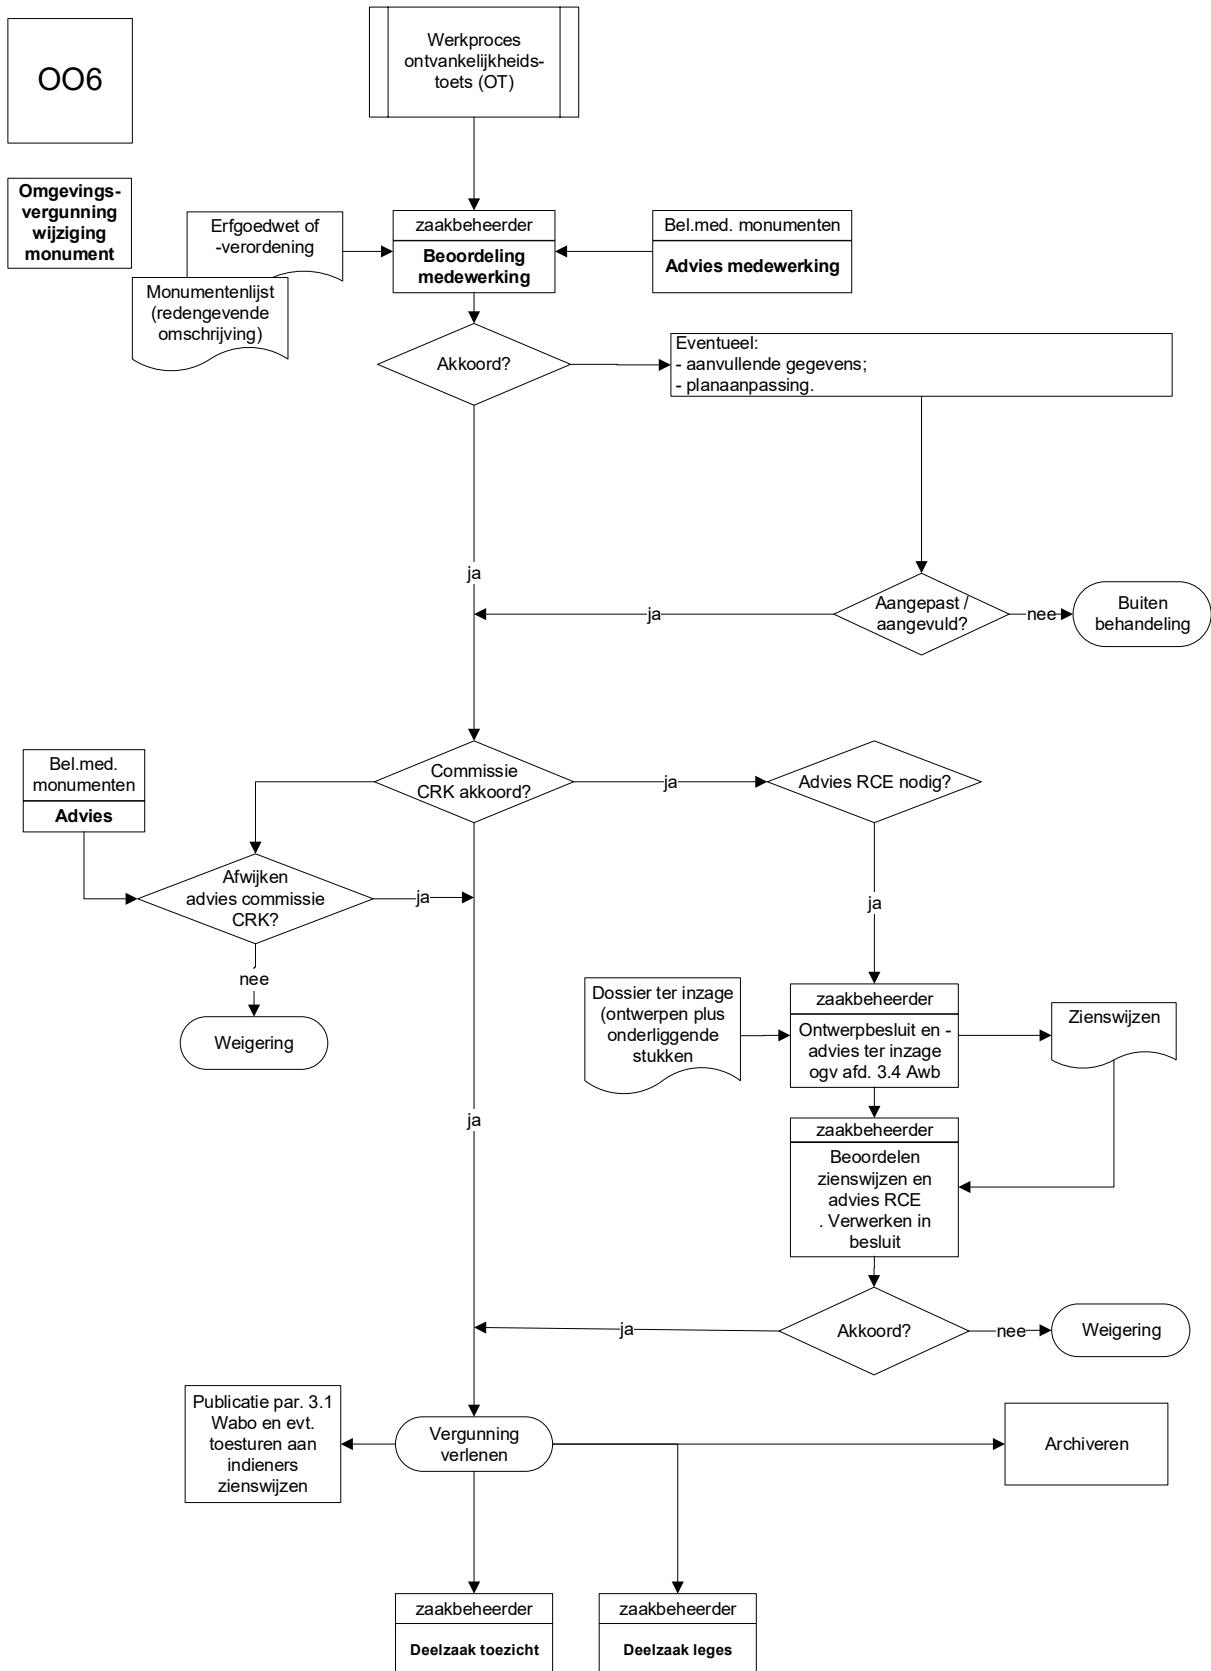 OO6
Werkproces
ontvankelijkheids-
toets (OT)
Omgevings-
vergunning
wijziging
monument
Erfgoedwet of
-verordening
Monumentenlijst
(redengevende
omschrijving)
zaakbeheerder
Beoordeling
medewerking
Bel.med. monumenten
Advies medewerking
Akkoord?
Eventueel:
- aanvullende gegevens;
- planaanpassing.
ja
Aangepast /
aangevuld?
ja
nee
Buiten
behandeling
Bel.med.
monumenten
Advies
Commissie
CRK akkoord?
ja
Advies RCE nodig?
Afwijken
advies commissie
CRK?
ja
nee
Weigering
ja
Dossier ter inzage
(ontwerpen plus
onderliggende
stukken
zaakbeheerder
Ontwerpbesluit en -
advies ter inzage
ogv afd. 3.4 Awb
Zienswijzen
ja
zaakbeheerder
Beoordelen
zienswijzen en
advies RCE
. Verwerken in
besluit
ja
Akkoord?
nee
Weigering
Publicatie par. 3.1
Wabo en evt.
toesturen aan
indieners
zienswijzen
Vergunning
verlenen
Archiveren
zaakbeheerder
Deelzaak toezicht
zaakbeheerder
Deelzaak leges